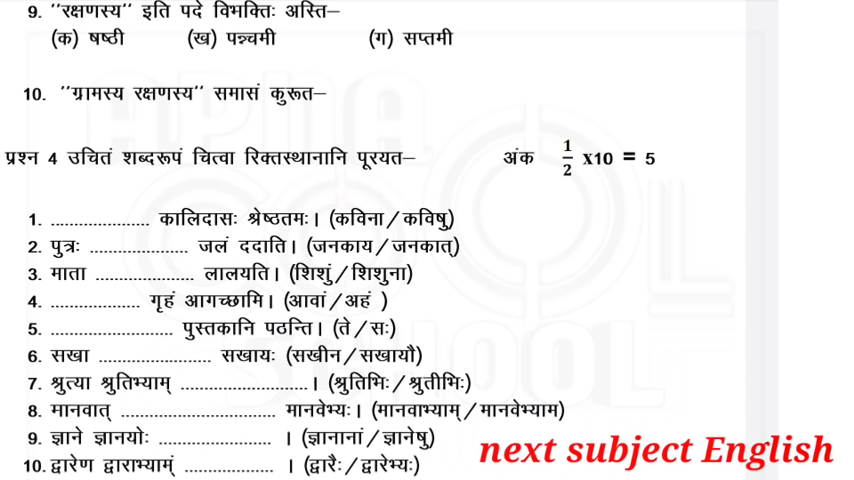 9. ''रक्षणस्य'' इति पदे विभक्तिः अस्ति–
(क) षष्ठी (ख) पन्चमी (ग) सप्तमी
10. ''ग्रामस्य रक्षणस्य'' समासं कुरूत–
प्रश्न 4 उचितं शब्दरूपं चित्वा रिक्तस्थानानि पूरयत– अंक 1/2 X10 = 5
1. .................... कालिदासः श्रेष्ठतमः। (कविना/कविषु)
2. पुत्रः .................... जलं ददाति। (जनकाय/जनकात्)
3. माता .................... लालयति। (शिशुं/शिशुना)
4. .................. गृहं आगच्छामि। (आवां/अहं )
5. ......................... पुस्तकानि पठन्ति। (ते/सः)
6. सखा ....................... सखायः (सखीन/सखायौ)
7. श्रुत्या श्रुतिभ्याम् ..........................। (श्रुतिभिः/श्रुतीभिः)
8. मानवात् ................................ मानवेभ्यः। (मानवाभ्याम्/मानवेभ्याम)
9. ज्ञाने ज्ञानयोः ....................... । (ज्ञानानां/ज्ञानेषु)
10. द्वारेण द्वाराभ्यामं् .................. । (द्वारैः/द्वारेभ्यः)
next subject English
APNA
SCHOOL